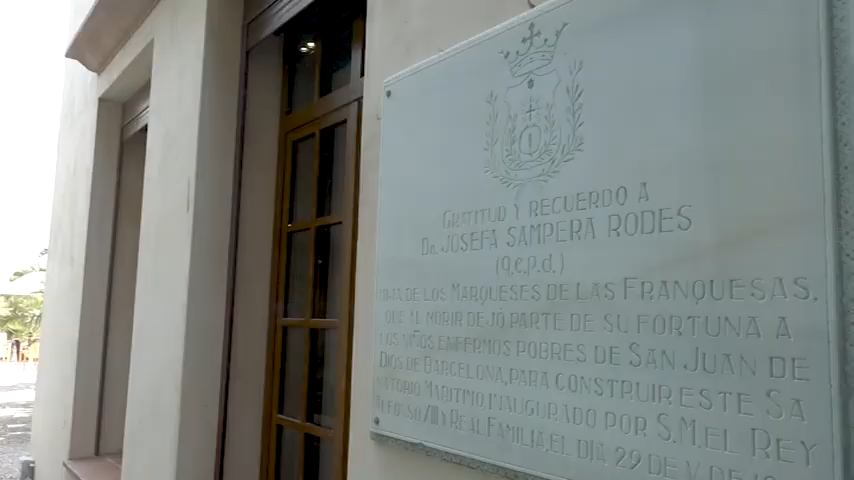 GRATITUD Y RECUERDO A
Dª. JOSEFA SAMPERA RODES
(q.e.p.d.)
HIJA DE LOS MARQUESES DE LAS FRANQUESAS,
QUE AL MORIR DEJÓ PARTE DE SU FORTUNA A
LOS NIÑOS ENFERMOS POBRES DE SAN JUAN DE
DIOS DE BARCELONA, PARA CONSTRUIR ESTE SA
NATORIO MARITIMO, INAUGURADO POR S.M. EL REY
ALFONSO XIII Y REAL FAMILIA, EL DIA 29 DE V DE